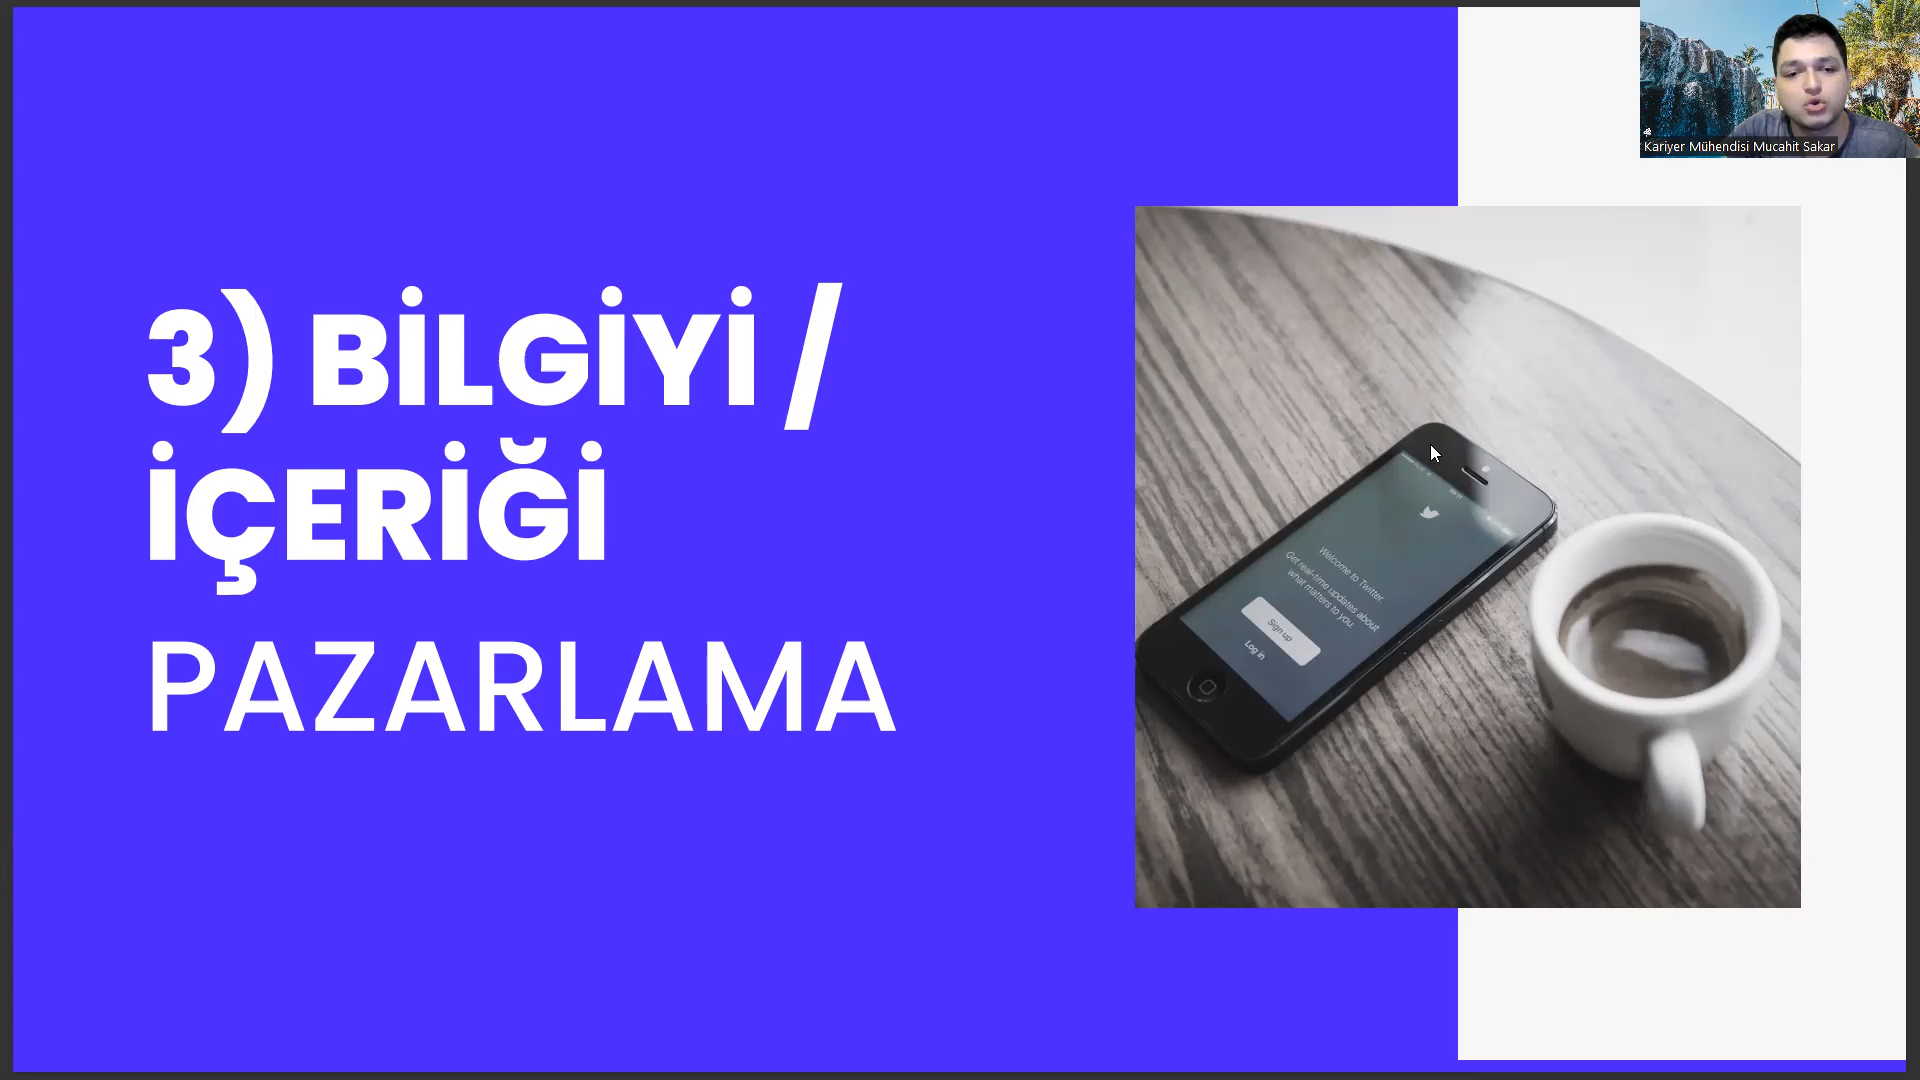 3) BİLGİYİ /
İÇERİĞİ
PAZARLAMA
Kariyer Mühendisi Mucahit Sakar
Welcome to Twitter.
Get real-time updates about
what matters to you.
Sign up
Log in